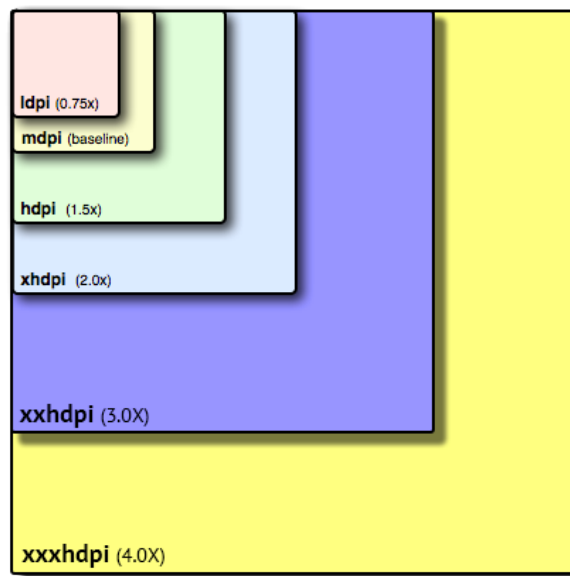 ldpi (0.75x)
mdpi (baseline)
hdpi (1.5x)
xhdpi (2.0x)
xxhdpi (3.0X)
xxxhdpi (4.0X)